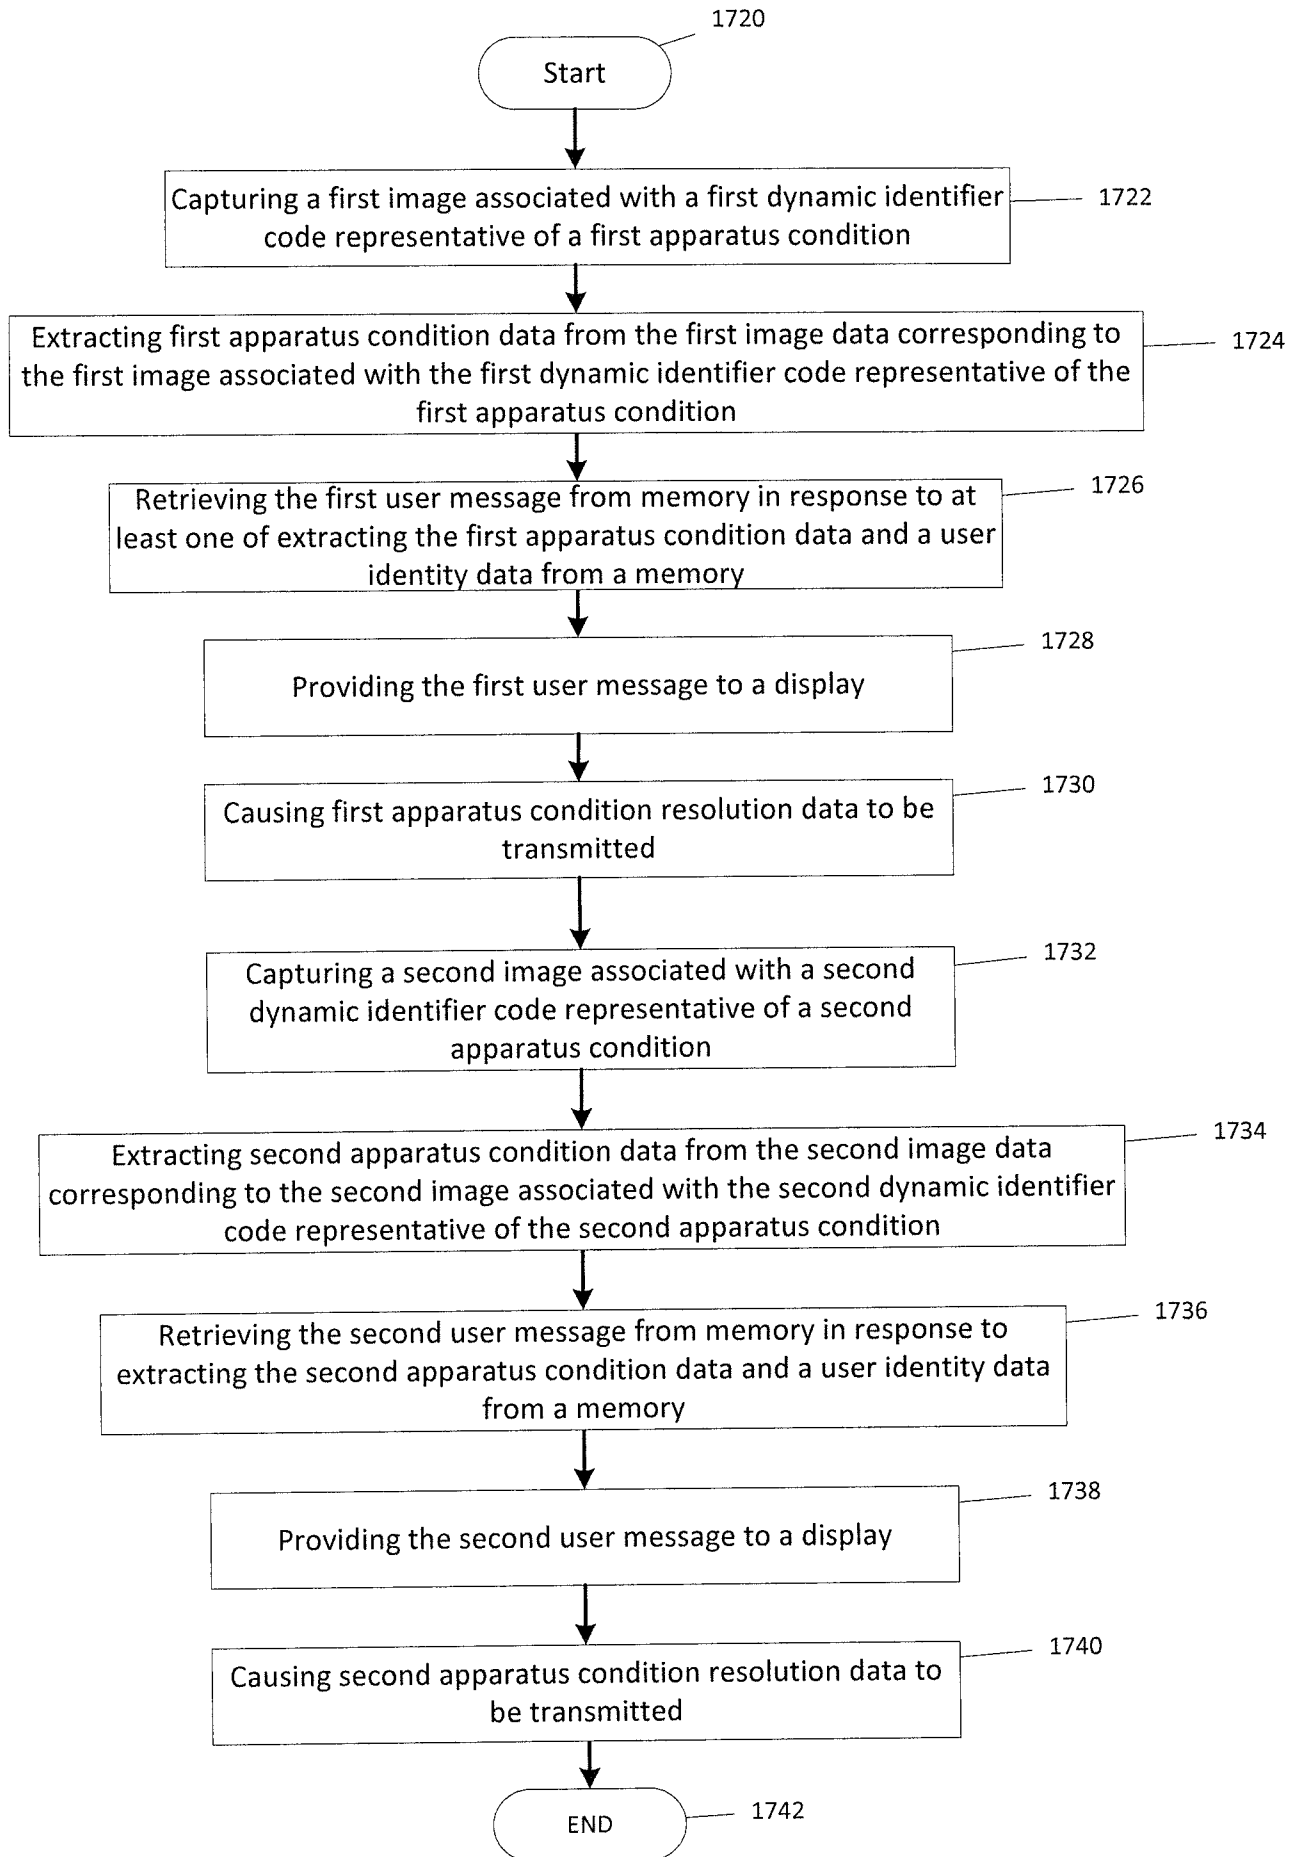 1720
Start
Capturing a first image associated with a first dynamic identifier
code representative of a first apparatus condition
1722
Extracting first apparatus condition data from the first image data corresponding to
the first image associated with the first dynamic identifier code representative of the
first apparatus condition
1724
Retrieving the first user message from memory in response to at
least one of extracting the first apparatus condition data and a user
identity data from a memory
1726
Providing the first user message to a display
1728
Causing first apparatus condition resolution data to be
transmitted
1730
Capturing a second image associated with a second
dynamic identifier code representative of a second
apparatus condition
1732
Extracting second apparatus condition data from the second image data
corresponding to the second image associated with the second dynamic identifier
code representative of the second apparatus condition
1734
Retrieving the second user message from memory in response to
extracting the second apparatus condition data and a user identity data
from a memory
1736
Providing the second user message to a display
1738
Causing second apparatus condition resolution data to
be transmitted
1740
END
1742